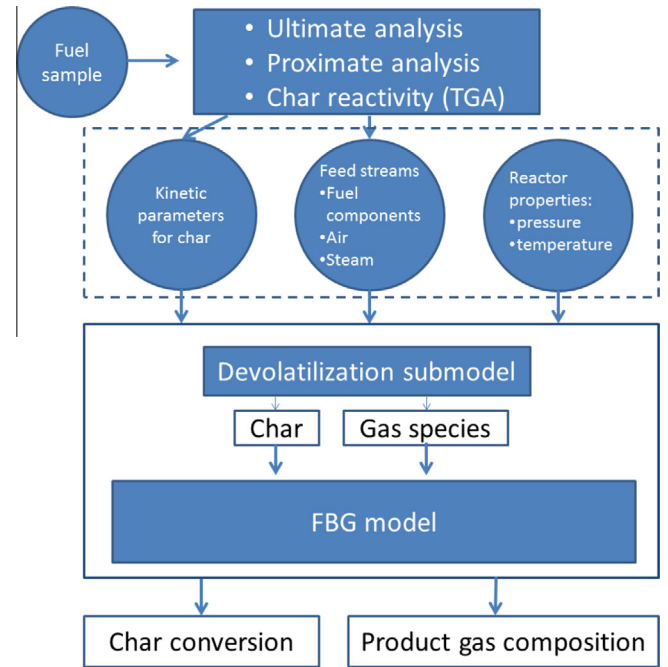 Fuel
sample
• Ultimate analysis
• Proximate analysis
• Char reactivity (TGA)
Kinetic
parameters
for char
Feed streams
•Fuel
components
•Air
•Steam
Reactor
properties:
•pressure
•temperature
Devolatilization submodel
Char
Gas species
FBG model
Char conversion
Product gas composition